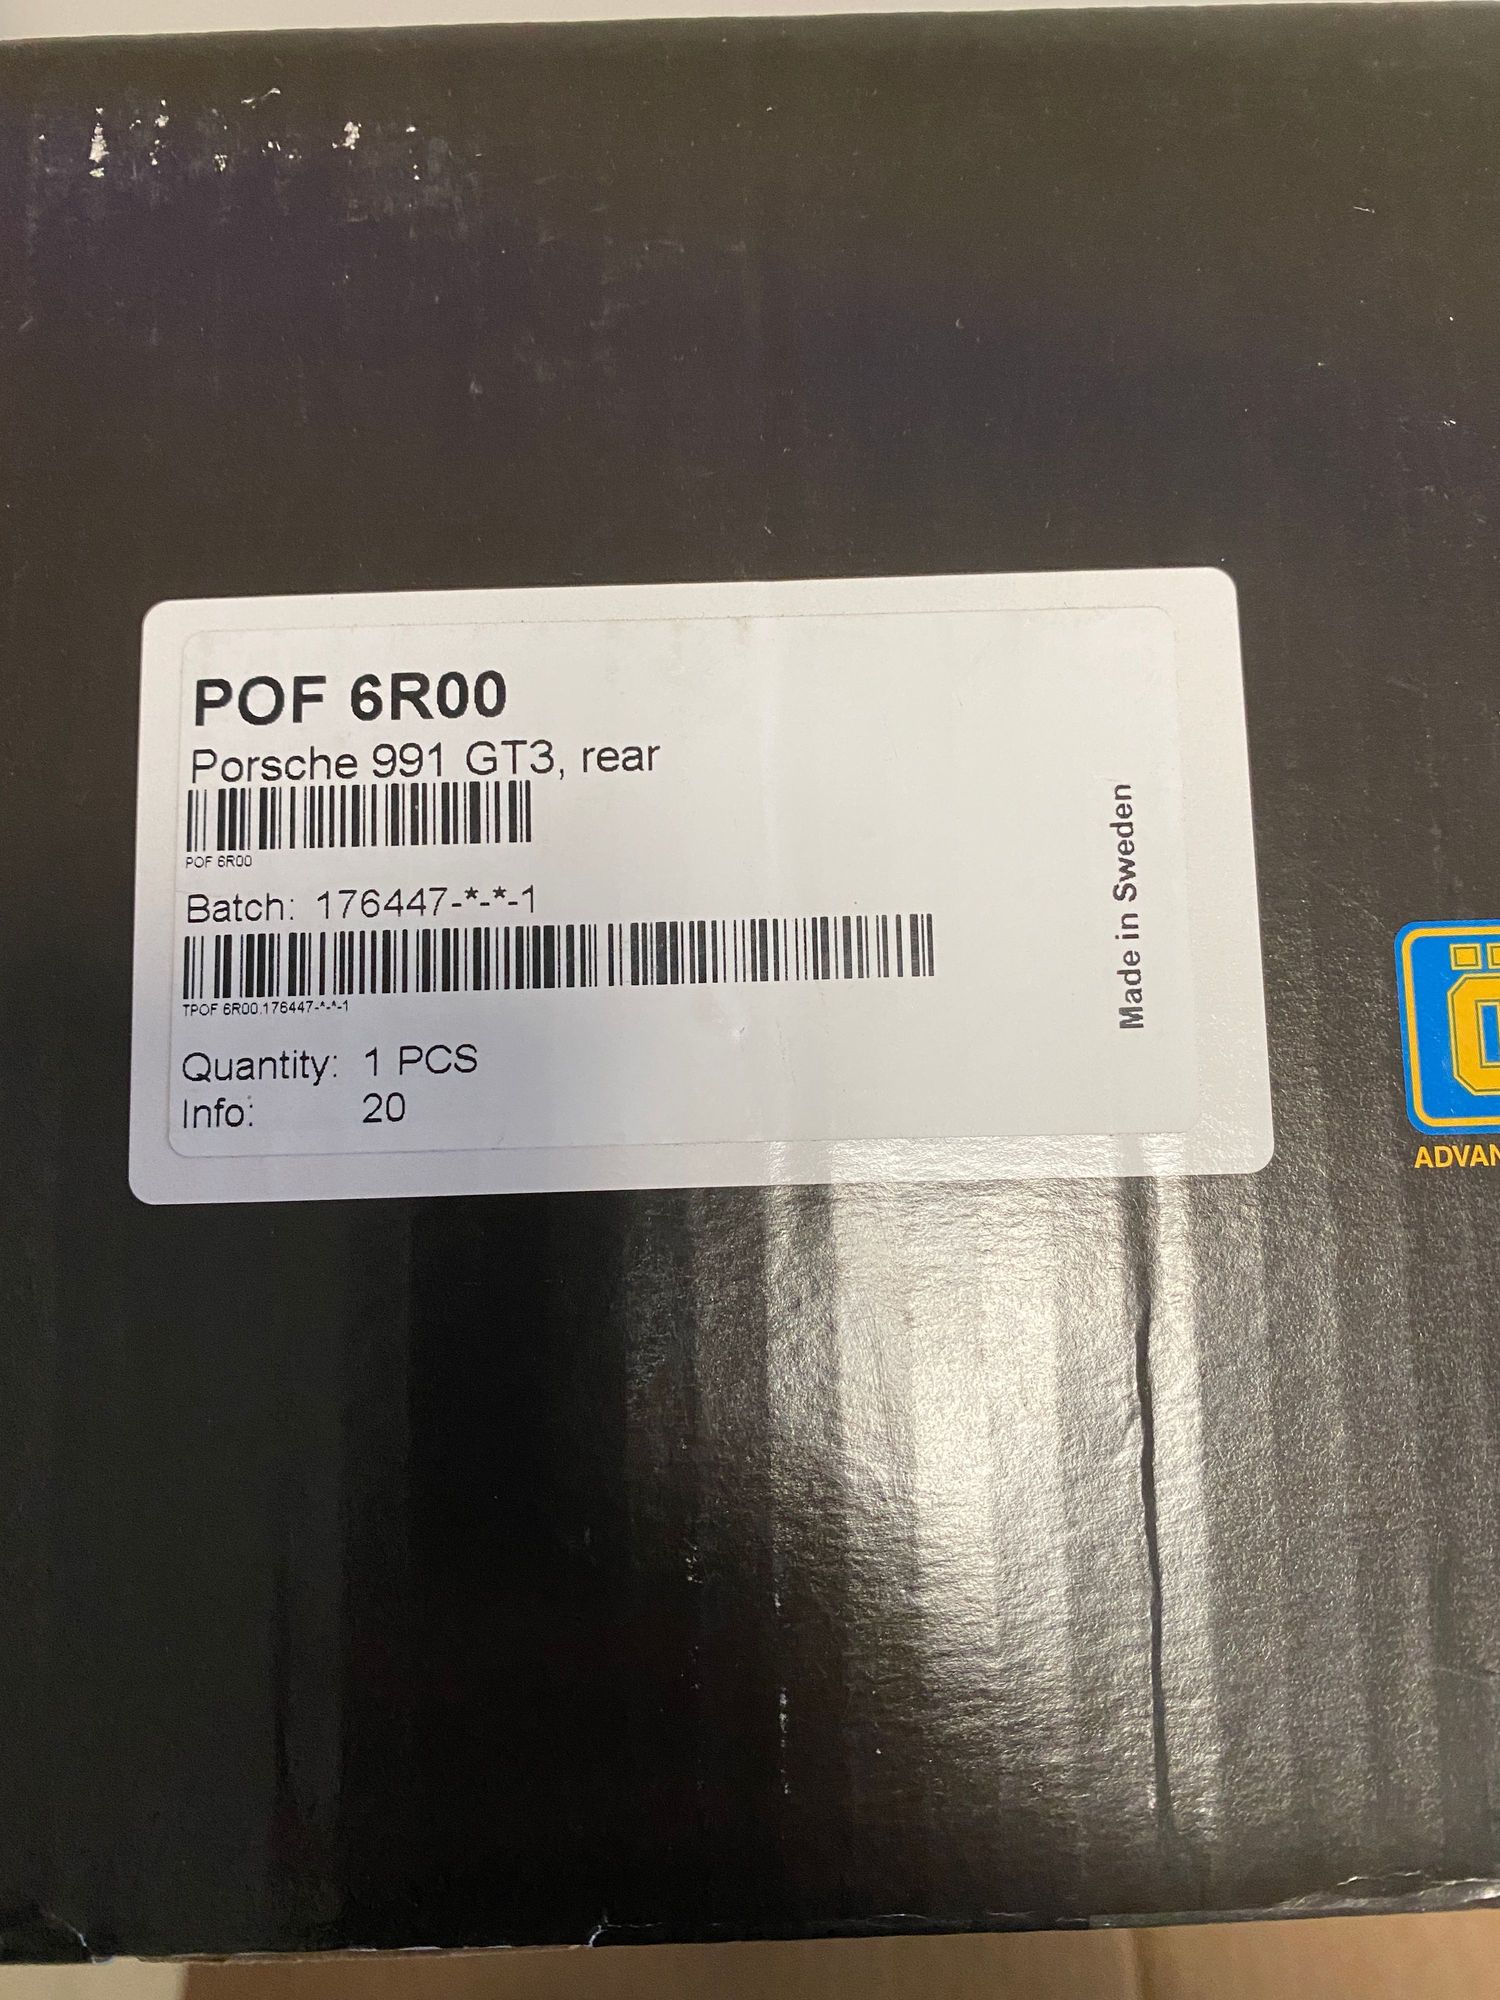 POF 6R00
Porsche 991 GT3, rear
POF 6R00
Batch: 176447-*-*-1
TPOF 6R00.176447-*-*-1
Quantity: 1 PCS
Info: 20
Made in Sweden